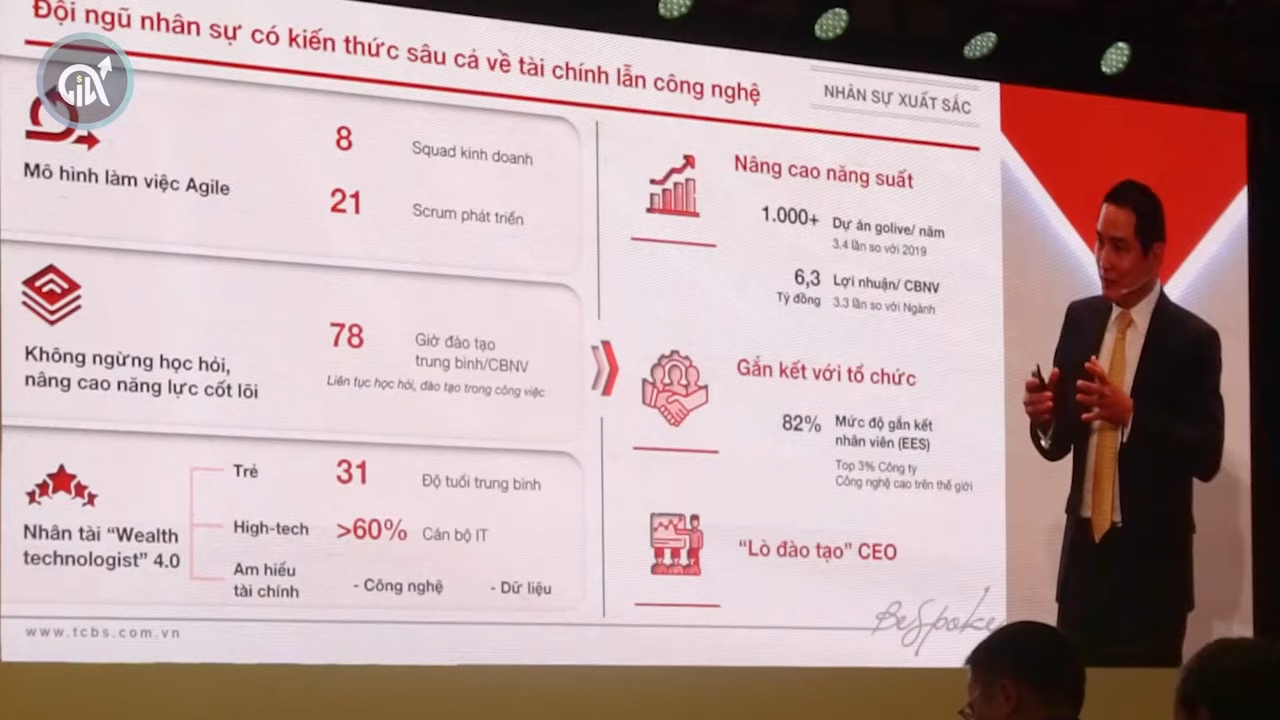 Đội ngũ nhân sự có kiến thức sâu cả về tài chính lẫn công nghệ
NHÂN SỰ XUẤT SẮC
GIA
Mô hình làm việc Agile
8 Squad kinh doanh
21 Scrum phát triển
Không ngừng học hỏi,
nâng cao năng lực cốt lõi
78 Giờ đào tạo
trung bình/CBNV
Liên tục học hỏi, đào tạo trong công việc
Nhân tài “Wealth
technologist” 4.0
Trẻ 31 Độ tuổi trung bình
High-tech >60% Cán bộ IT
Am hiểu
tài chính
- Công nghệ - Dữ liệu
Nâng cao năng suất
1.000+ Dự án golive/ năm
3.4 lần so với 2019
6,3 Lợi nhuận/ CBNV
Tỷ đồng 3.3 lần so với Ngành
Gắn kết với tổ chức
82% Mức độ gắn kết
nhân viên (EES)
Top 3% Công ty
Công nghệ cao trên thế giới
“Lò đào tạo” CEO
www.tcbs.com.vn
BeSpoke